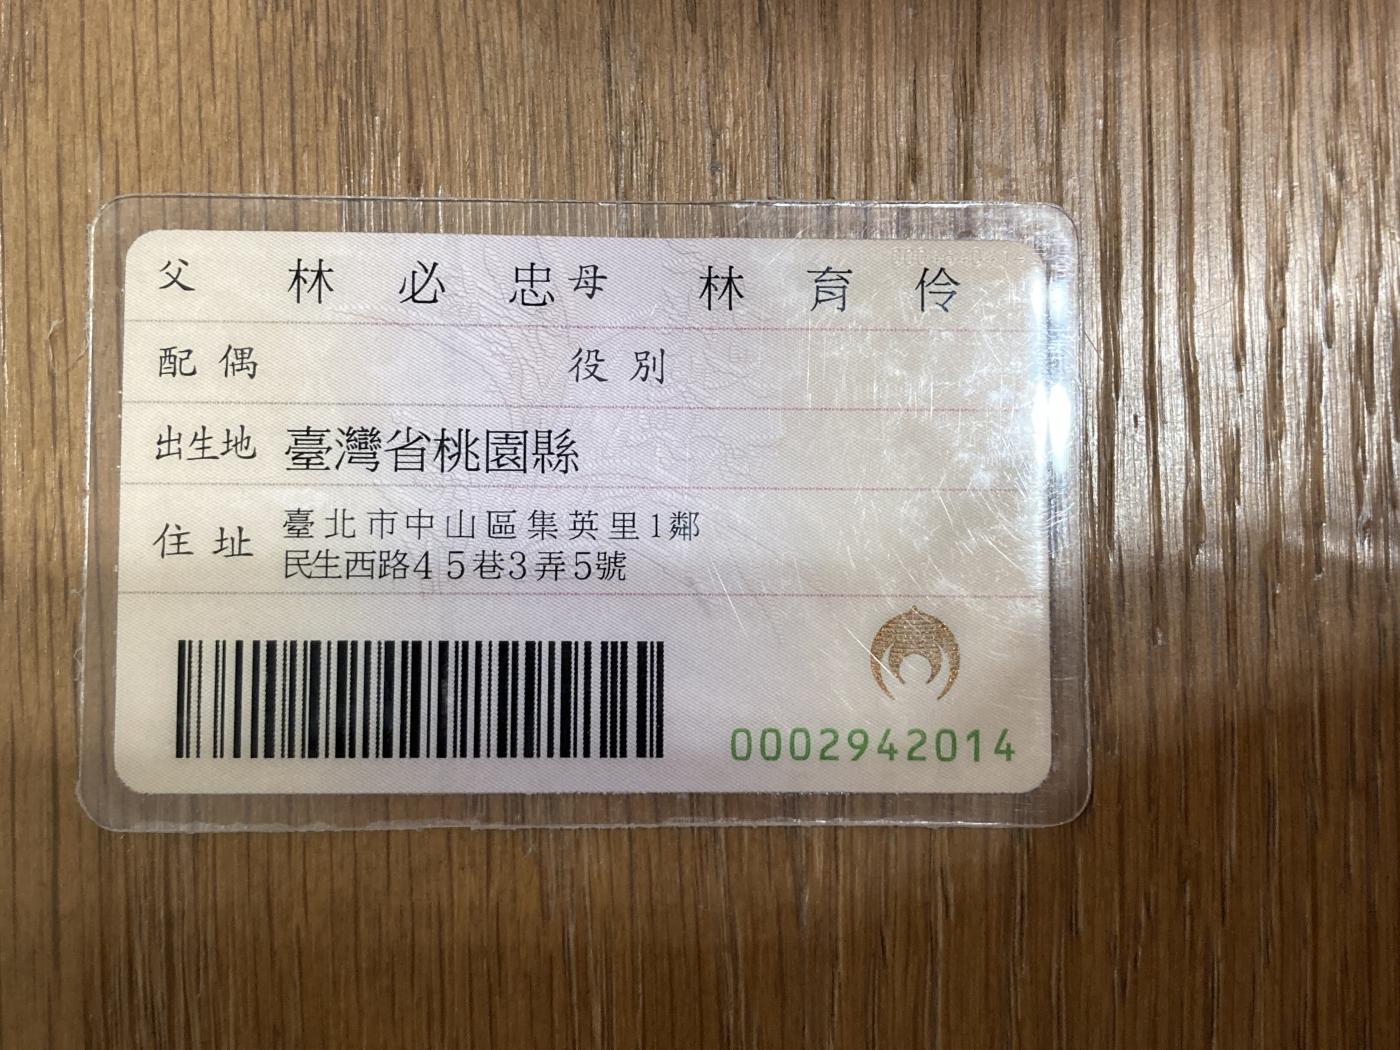 父 林必忠 母 林育伶
配偶 役別
出生地 臺灣省桃園縣
住址 臺北市中山區集英里1鄰
民生西路45巷3弄5號
0002942014